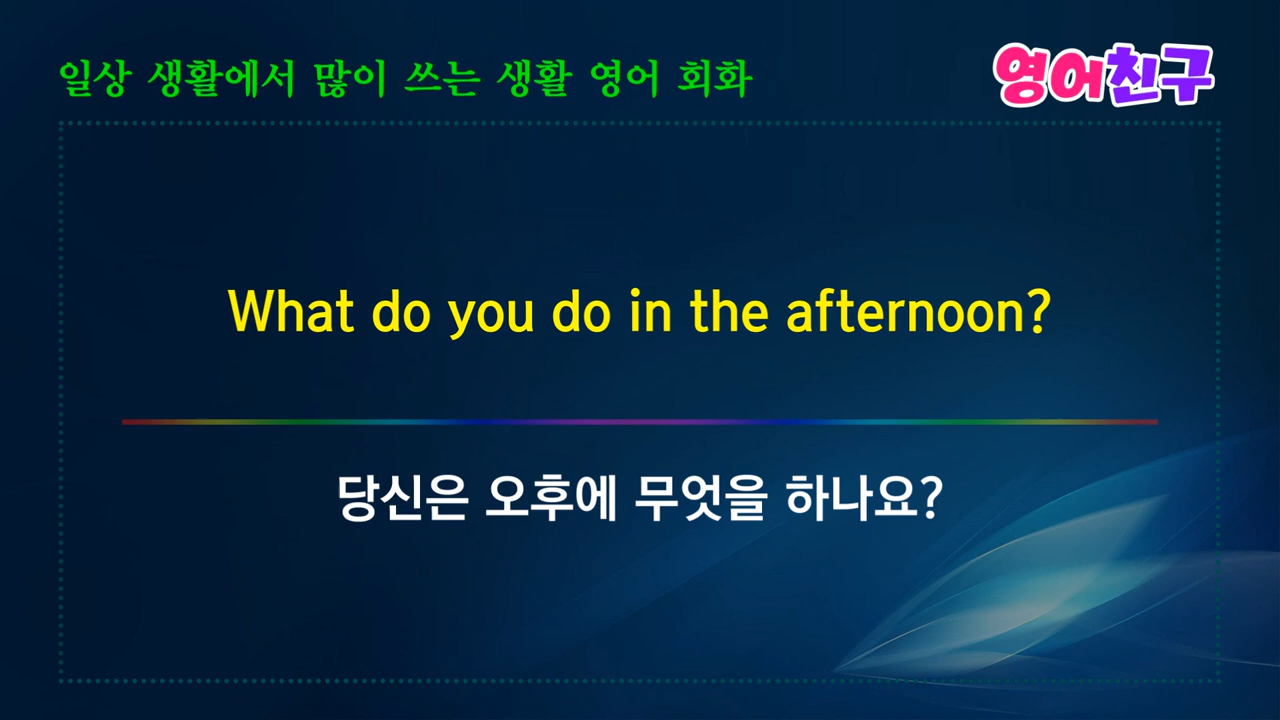 일상 생활에서 많이 쓰는 생활 영어 회화
영어친구
What do you do in the afternoon?
당신은 오후에 무엇을 하나요?